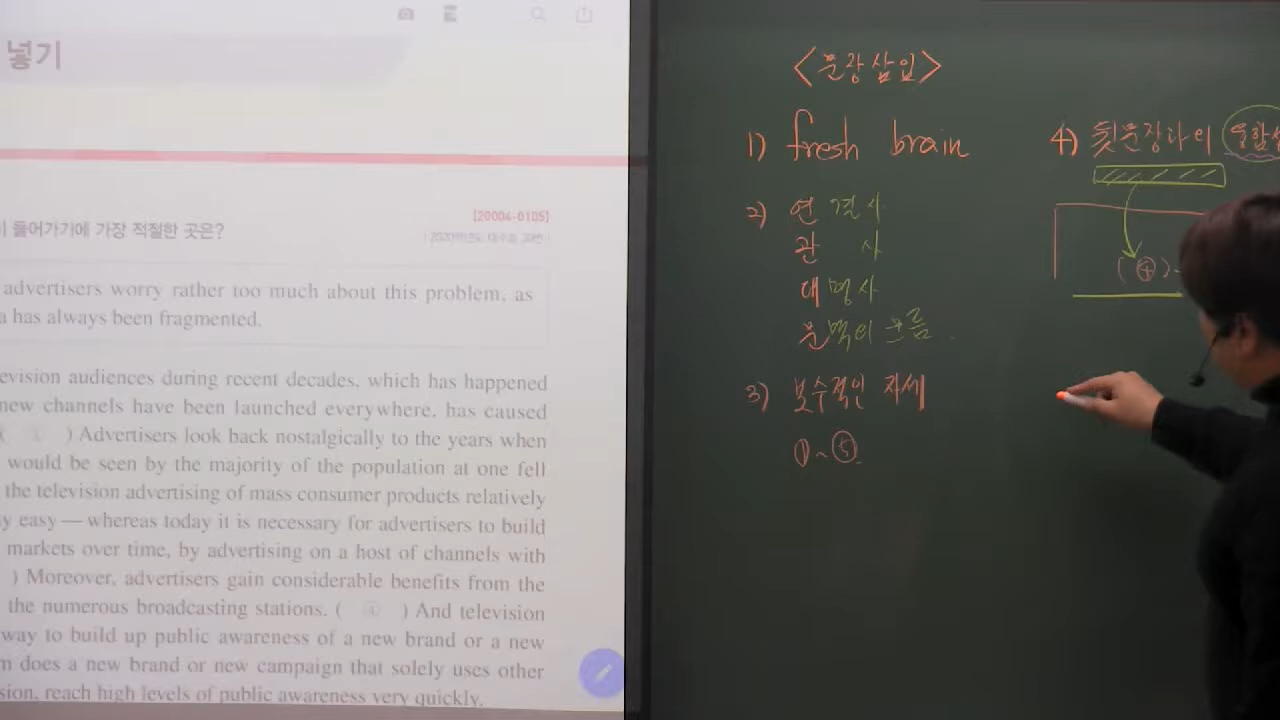 넣기
[20004-0105]
들어가기에 가장 적절한 곳은?
advertisers worry rather too much about this problem, as
a has always been fragmented.
evision audiences during recent decades, which has happened
new channels have been launched everywhere, has caused
( ① ) Advertisers look back nostalgically to the years when
would be seen by the majority of the population at one fell
the television advertising of mass consumer products relatively
y easy — whereas today it is necessary for advertisers to build
markets over time, by advertising on a host of channels with
) Moreover, advertisers gain considerable benefits from the
the numerous broadcasting stations. ( ④ ) And television
way to build up public awareness of a new brand or a new
n does a new brand or new campaign that solely uses other
sion, reach high levels of public awareness very quickly.
<문장삽입>
1) fresh brain
2) 연결사
관 사
대명사
문맥의 흐름.
3) 보수적인 자세
①~⑤
4) 뒷문장과의
(④)